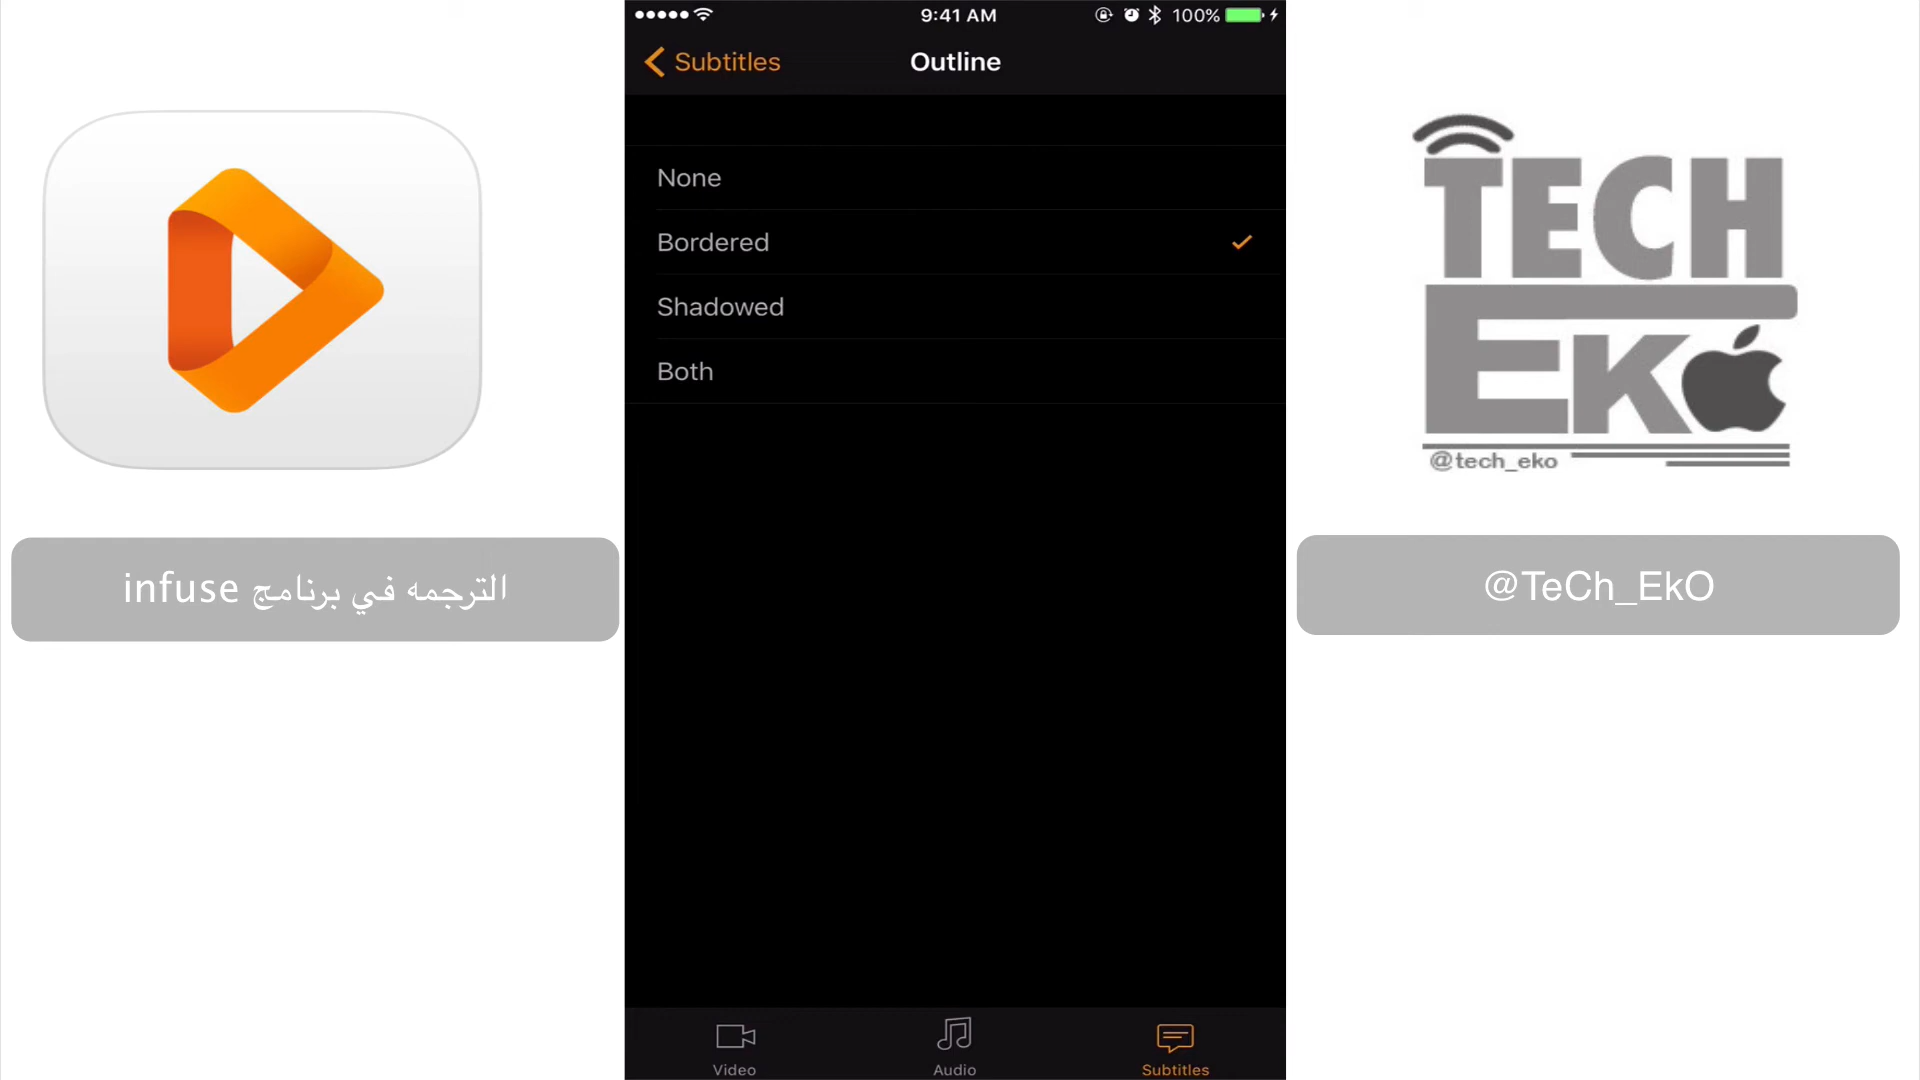 9:41 AM
100%
Subtitles
Outline
None
Bordered
Shadowed
Both
Video
Audio
Subtitles
الترجمه في برنامج infuse
TECH
EKO
@tech_eko
@TeCh_EkO